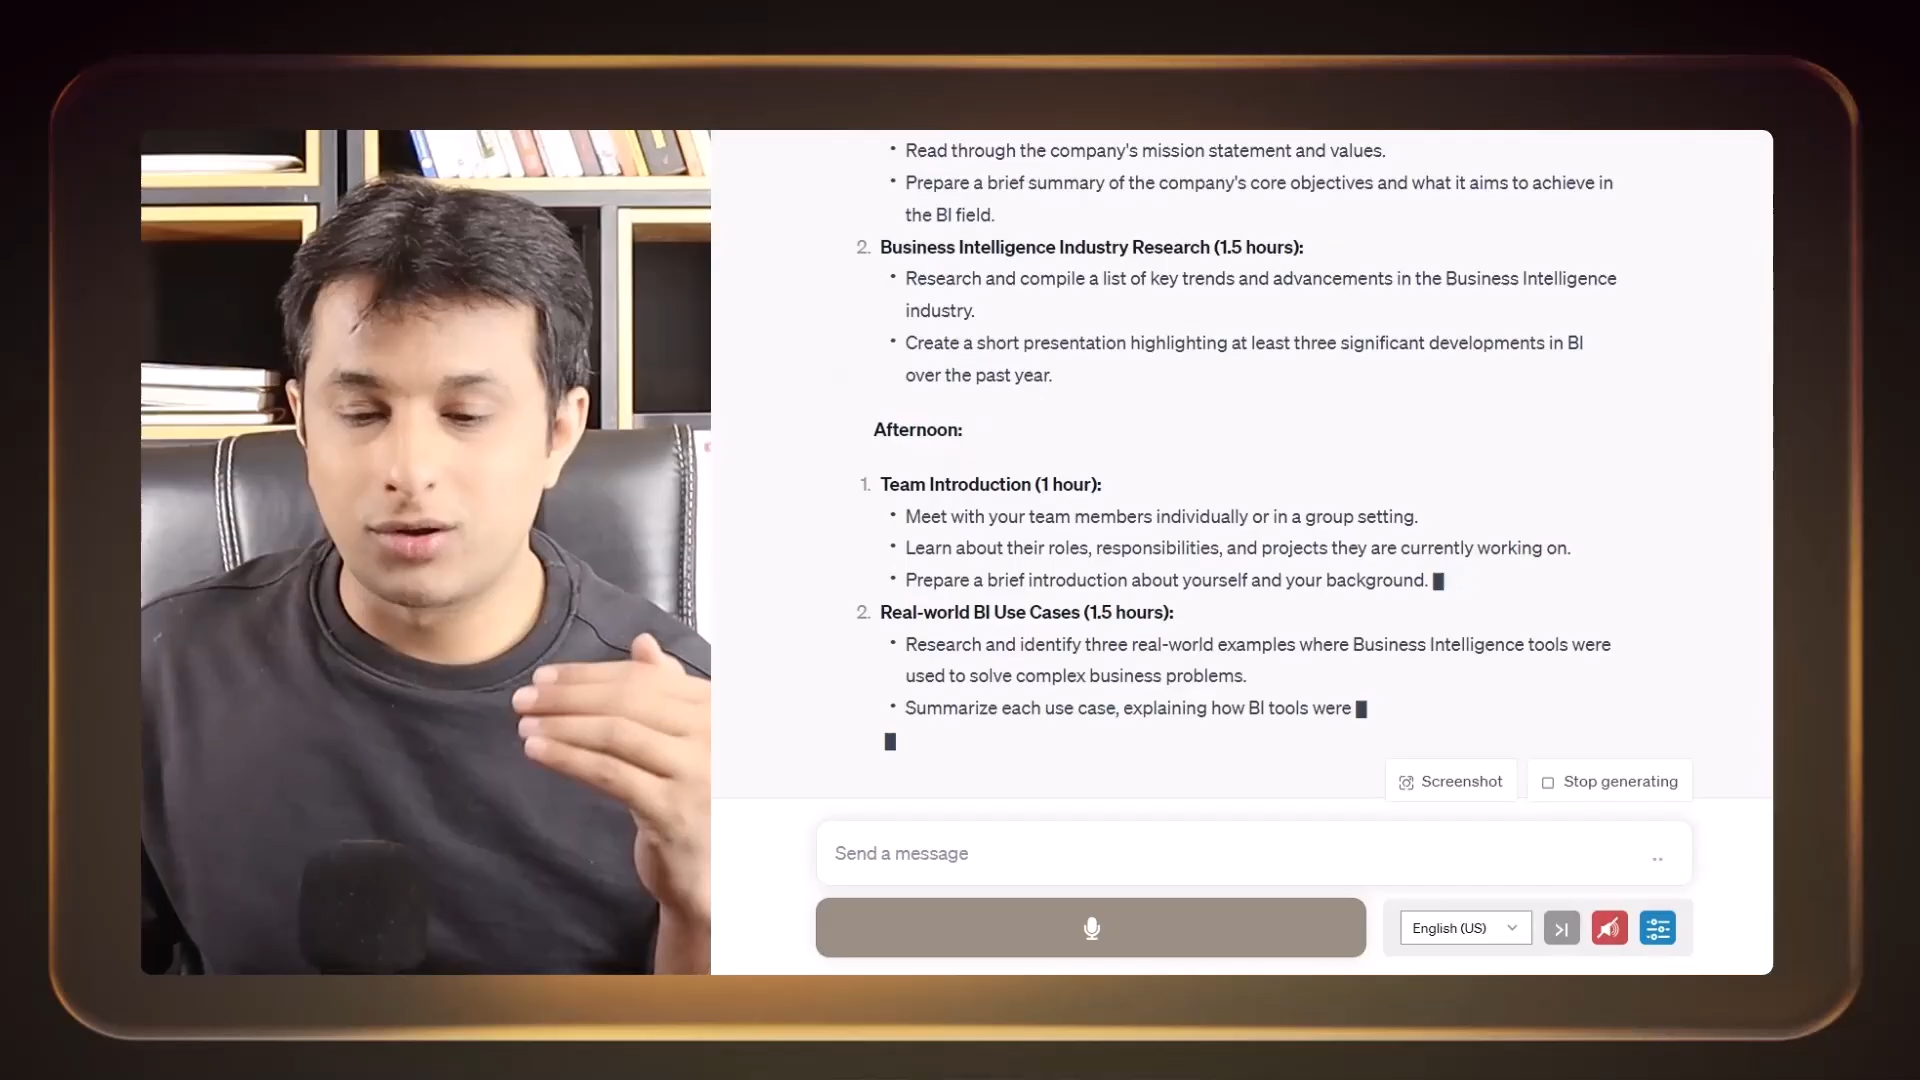 • Read through the company's mission statement and values.
• Prepare a brief summary of the company's core objectives and what it aims to achieve in
the BI field.
2. Business Intelligence Industry Research (1.5 hours):
• Research and compile a list of key trends and advancements in the Business Intelligence
industry.
• Create a short presentation highlighting at least three significant developments in BI
over the past year.
Afternoon:
1. Team Introduction (1 hour):
• Meet with your team members individually or in a group setting.
• Learn about their roles, responsibilities, and projects they are currently working on.
• Prepare a brief introduction about yourself and your background.
2. Real-world BI Use Cases (1.5 hours):
• Research and identify three real-world examples where Business Intelligence tools were
used to solve complex business problems.
• Summarize each use case, explaining how BI tools were
Screenshot
Stop generating
Send a message
English (US)